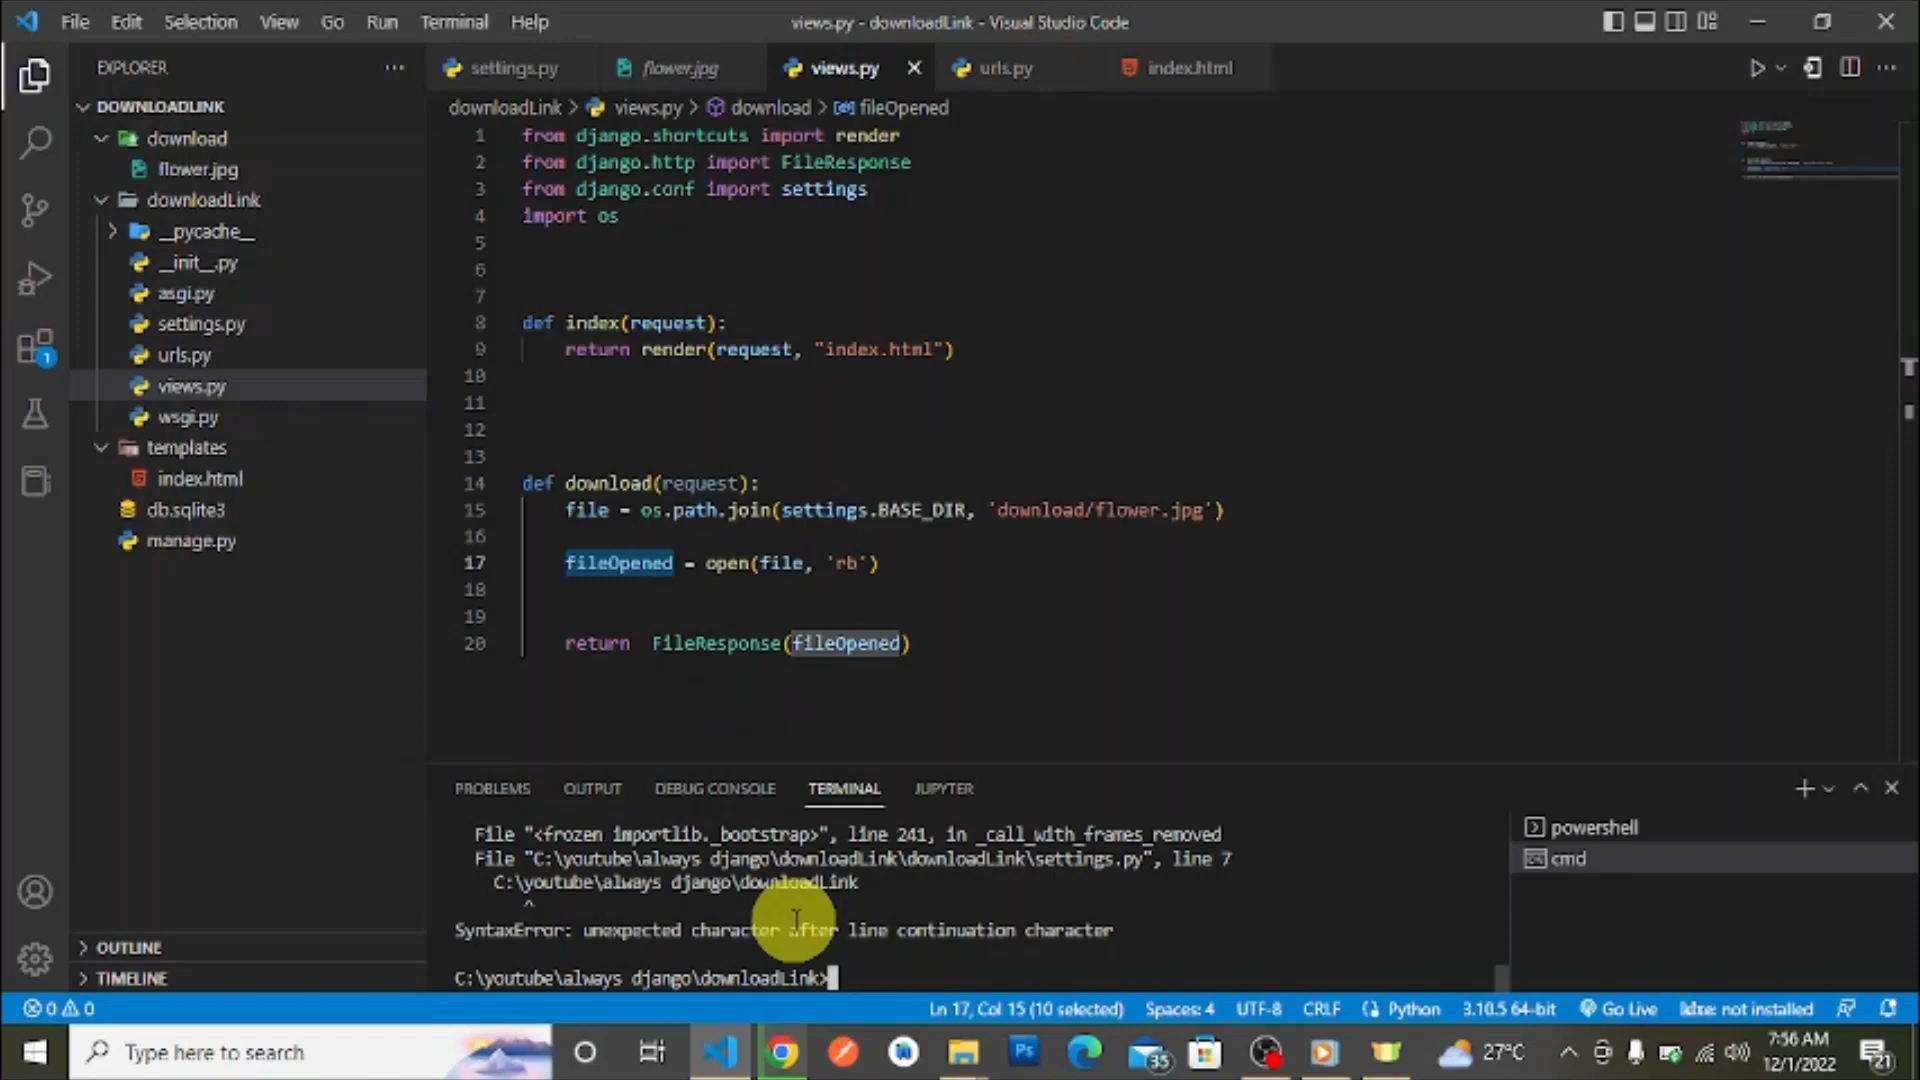 File Edit Selection View Go Run Terminal Help
views.py - downloadLink - Visual Studio Code
EXPLORER
DOWNLOADLINK
download
flower.jpg
downloadLink
__pycache__
__init__.py
asgi.py
settings.py
urls.py
views.py
wsgi.py
templates
index.html
db.sqlite3
manage.py
OUTLINE
TIMELINE
settings.py flower.jpg views.py urls.py index.html
downloadLink > views.py > download > fileOpened
1 from django.shortcuts import render
2 from django.http import FileResponse
3 from django.conf import settings
4 import os
5
6
7
8 def index(request):
9 return render(request, "index.html")
10
11
12
13
14 def download(request):
15 file = os.path.join(settings.BASE_DIR, 'download/flower.jpg')
16
17 fileOpened = open(file, 'rb')
18
19
20 return FileResponse(fileOpened)
PROBLEMS OUTPUT DEBUG CONSOLE TERMINAL JUPYTER
File "<frozen importlib._bootstrap>", line 241, in _call_with_frames_removed
File "C:\youtube\always django\downloadLink\downloadLink\settings.py", line 7
C:\youtube\always django\downloadLink
^
SyntaxError: unexpected character after line continuation character
C:\youtube\always django\downloadLink>
powershell
cmd
1
0 0
Ln 17, Col 15 (10 selected) Spaces: 4 UTF-8 CRLF Python 3.10.5 64-bit Go Live not installed
Type here to search
Ps
35
27°C
7:56 AM
12/1/2022
21